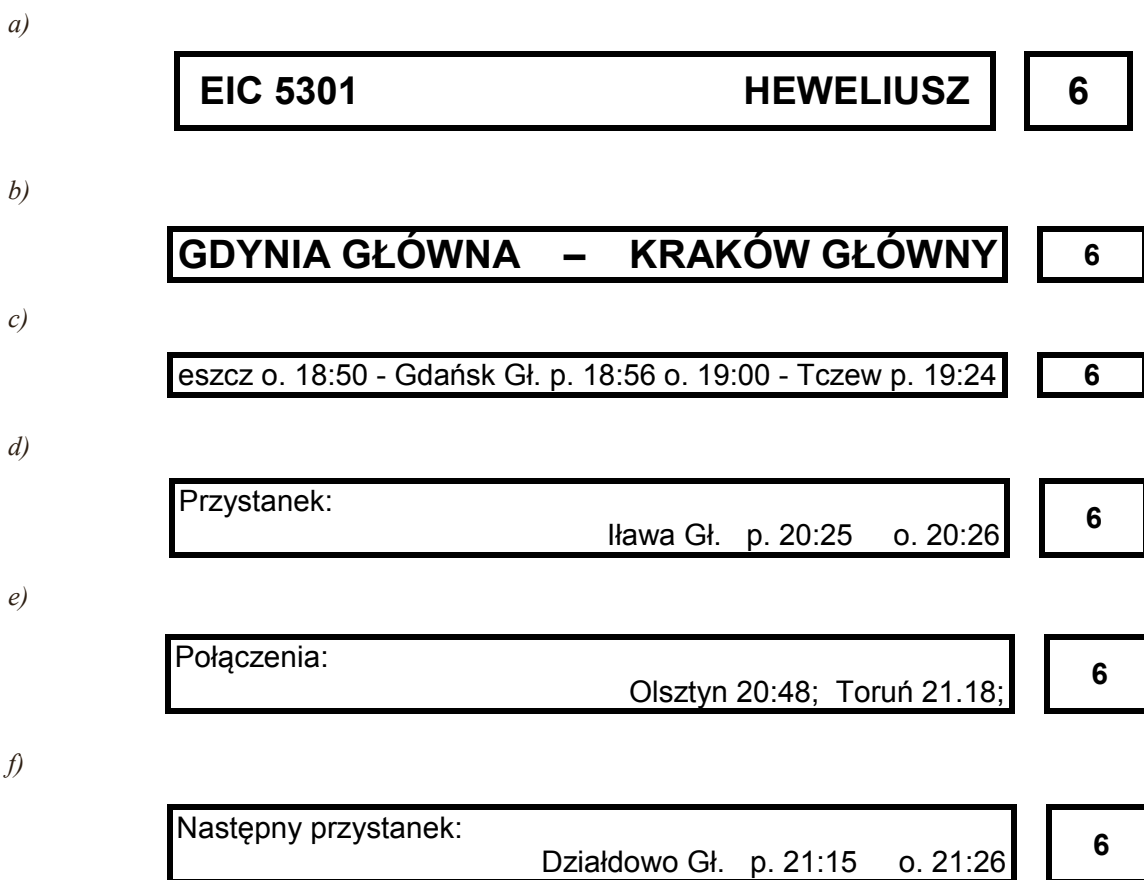 a)
EIC 5301 HEWELIUSZ 6
b)
GDYNIA GŁÓWNA – KRAKÓW GŁÓWNY 6
c)
eszcz o. 18:50 - Gdańsk Gł. p. 18:56 o. 19:00 - Tczew p. 19:24 6
d)
Przystanek:
Iława Gł. p. 20:25 o. 20:26 6
e)
Połączenia:
Olsztyn 20:48; Toruń 21.18; 6
f)
Następny przystanek:
Działdowo Gł. p. 21:15 o. 21:26 6